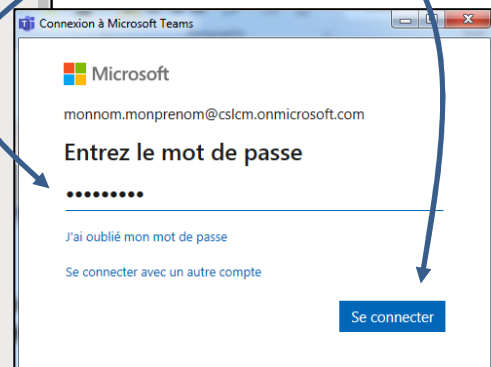 Connexion à Microsoft Teams
Microsoft
monnom.monprenom@cslcm.onmicrosoft.com
Entrez le mot de passe
•••••••••
J'ai oublié mon mot de passe
Se connecter avec un autre compte
Se connecter